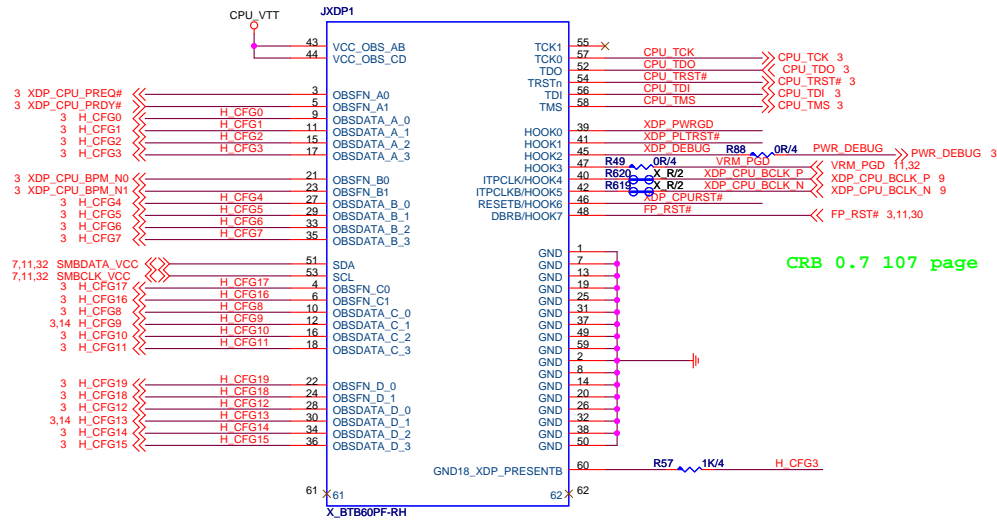 CPU_VTT
JXDP1
43 VCC_OBS_AB
44 VCC_OBS_CD
3 XDP_CPU_PREQ# 3 OBSFN_A0
3 XDP_CPU_PRDY# 5 OBSFN_A1
3 H_CFG0 H_CFG0 9 OBSDATA_A_0
3 H_CFG1 H_CFG1 11 OBSDATA_A_1
3 H_CFG2 H_CFG2 15 OBSDATA_A_2
3 H_CFG3 H_CFG3 17 OBSDATA_A_3
3 XDP_CPU_BPM_N0 21 OBSFN_B0
3 XDP_CPU_BPM_N1 23 OBSFN_B1
3 H_CFG4 H_CFG4 27 OBSDATA_B_0
3 H_CFG5 H_CFG5 29 OBSDATA_B_1
3 H_CFG6 H_CFG6 33 OBSDATA_B_2
3 H_CFG7 H_CFG7 35 OBSDATA_B_3
7,11,32 SMBDATA_VCC 51 SDA
7,11,32 SMBCLK_VCC 53 SCL
3 H_CFG17 H_CFG17 4 OBSFN_C0
3 H_CFG16 H_CFG16 6 OBSFN_C1
3 H_CFG8 H_CFG8 10 OBSDATA_C_0
3,14 H_CFG9 H_CFG9 12 OBSDATA_C_1
3 H_CFG10 H_CFG10 16 OBSDATA_C_2
3 H_CFG11 H_CFG11 18 OBSDATA_C_3
3 H_CFG19 H_CFG19 22 OBSFN_D_0
3 H_CFG18 H_CFG18 24 OBSFN_D_1
3 H_CFG12 H_CFG12 28 OBSDATA_D_0
3,14 H_CFG13 H_CFG13 30 OBSDATA_D_1
3 H_CFG14 H_CFG14 34 OBSDATA_D_2
3 H_CFG15 H_CFG15 36 OBSDATA_D_3
61 61
TCK1 55
TCK0 57 CPU_TCK CPU_TCK 3
TDO 52 CPU_TDO CPU_TDO 3
TRSTn 54 CPU_TRST# CPU_TRST# 3
TDI 56 CPU_TDI CPU_TDI 3
TMS 58 CPU_TMS CPU_TMS 3
HOOK0 39 XDP_PWRGD
HOOK1 41 XDP_PLTRST#
HOOK2 45 XDP_DEBUG R88 0R/4 PWR_DEBUG PWR_DEBUG 3
HOOK3 47 R49 0R/4 VRM_PGD VRM_PGD 11,32
ITPCLK/HOOK4 40 R620 X_R/2 XDP_CPU_BCLK_P XDP_CPU_BCLK_P 9
ITPCLKB/HOOK5 42 R619 X_R/2 XDP_CPU_BCLK_N XDP_CPU_BCLK_N 9
RESETB/HOOK6 46 XDP_CPURST#
DBRB/HOOK7 48 FP_RST# FP_RST# 3,11,30
GND 1
GND 7
GND 13
GND 19
GND 25
GND 31
GND 37
GND 49
GND 59
GND 2
GND 8
GND 14
GND 20
GND 26
GND 32
GND 38
GND 50
CRB 0.7 107 page
GND18_XDP_PRESENTB 60 R57 1K/4 H_CFG3
62 62
X_BTB60PF-RH